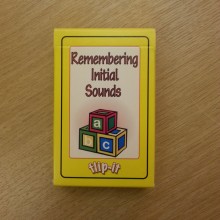 Remembering
Initial
Sounds
a
c
flip-it